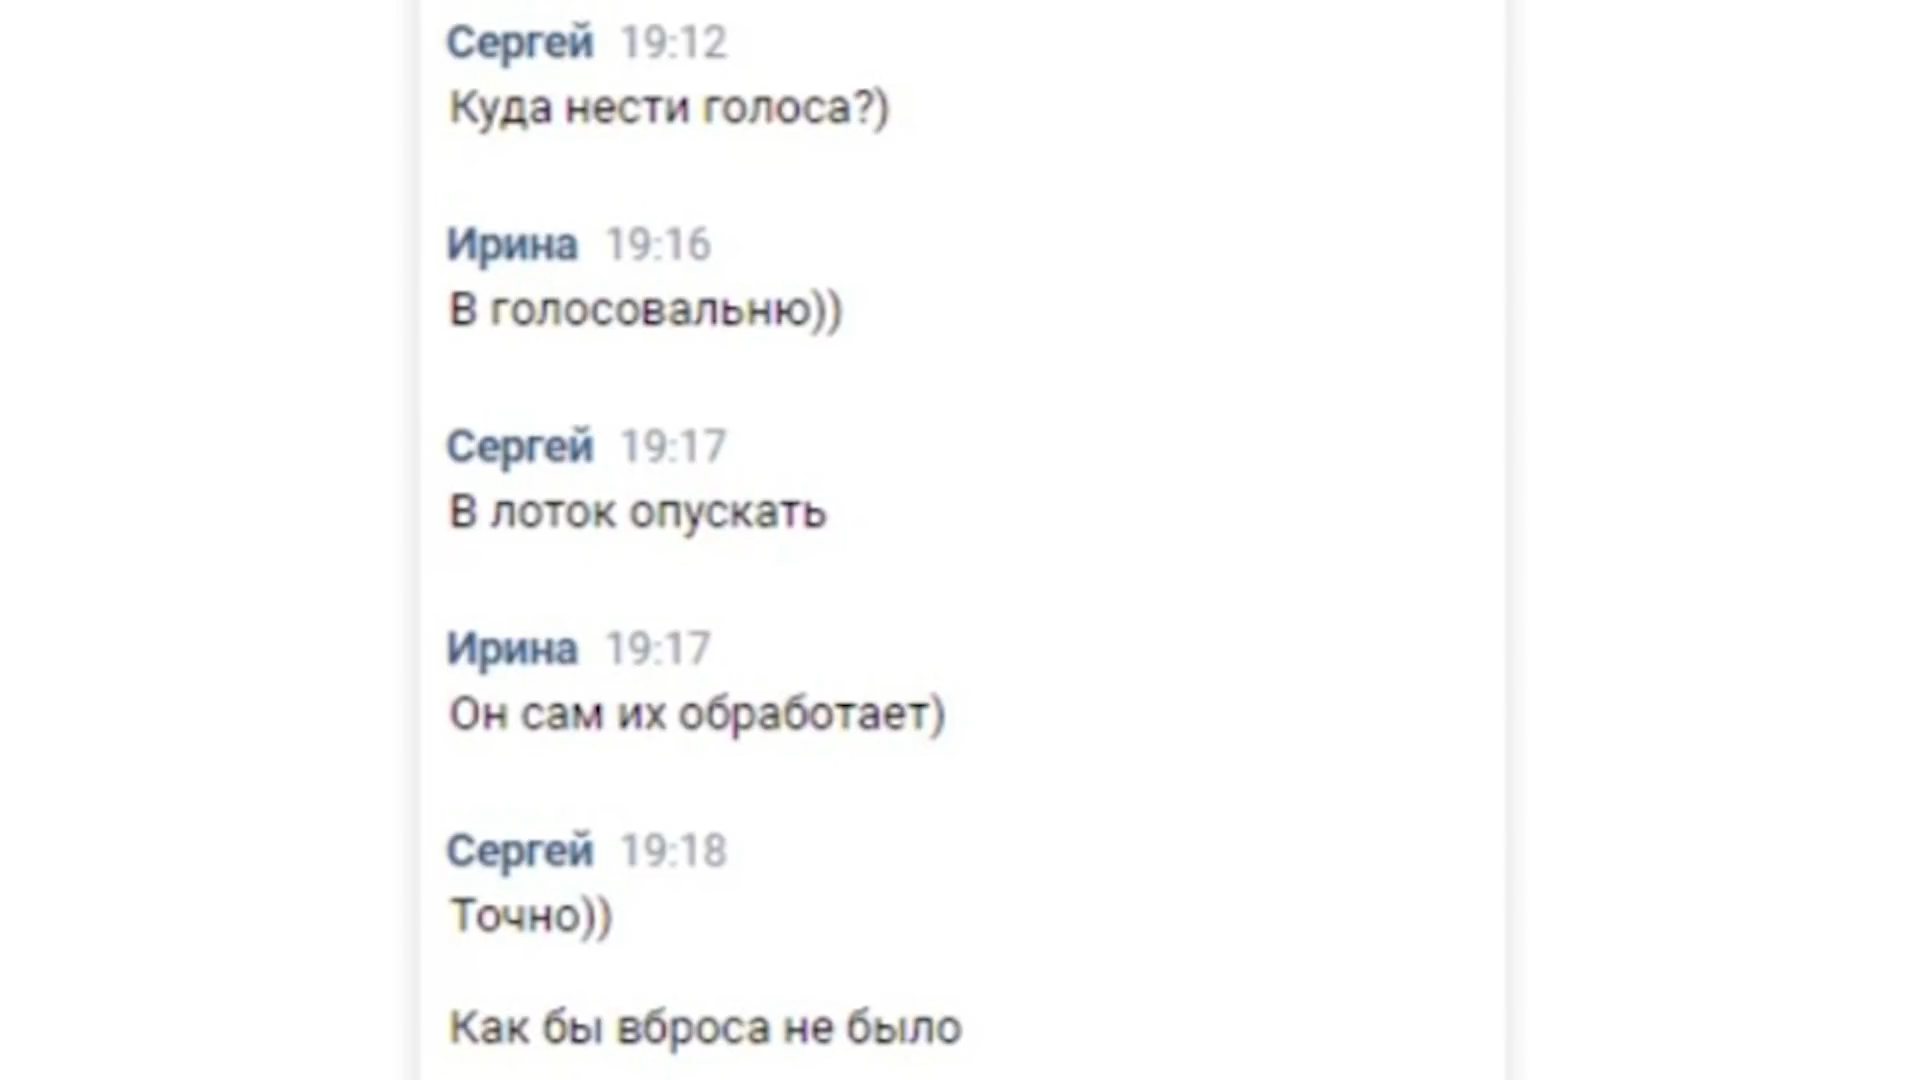 Сергей 19:12
Куда нести голоса?)
Ирина 19:16
В голосовальню))
Сергей 19:17
В лоток опускать
Ирина 19:17
Он сам их обработает)
Сергей 19:18
Точно))
Как бы вброса не было